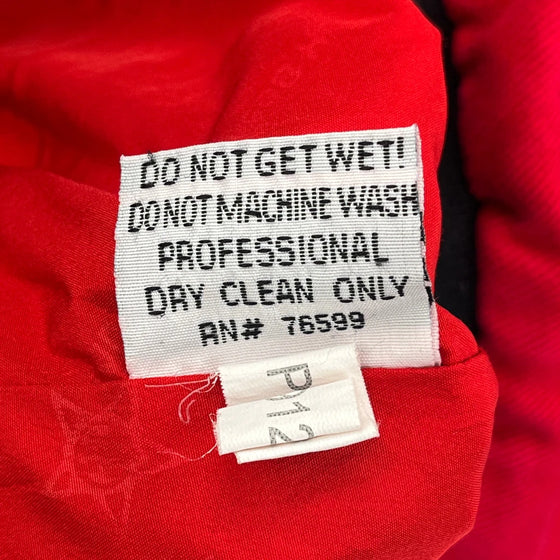 DO NOT GET WET!
DO NOT MACHINE WASH
PROFESSIONAL
DRY CLEAN ONLY
RN# 76599
P12